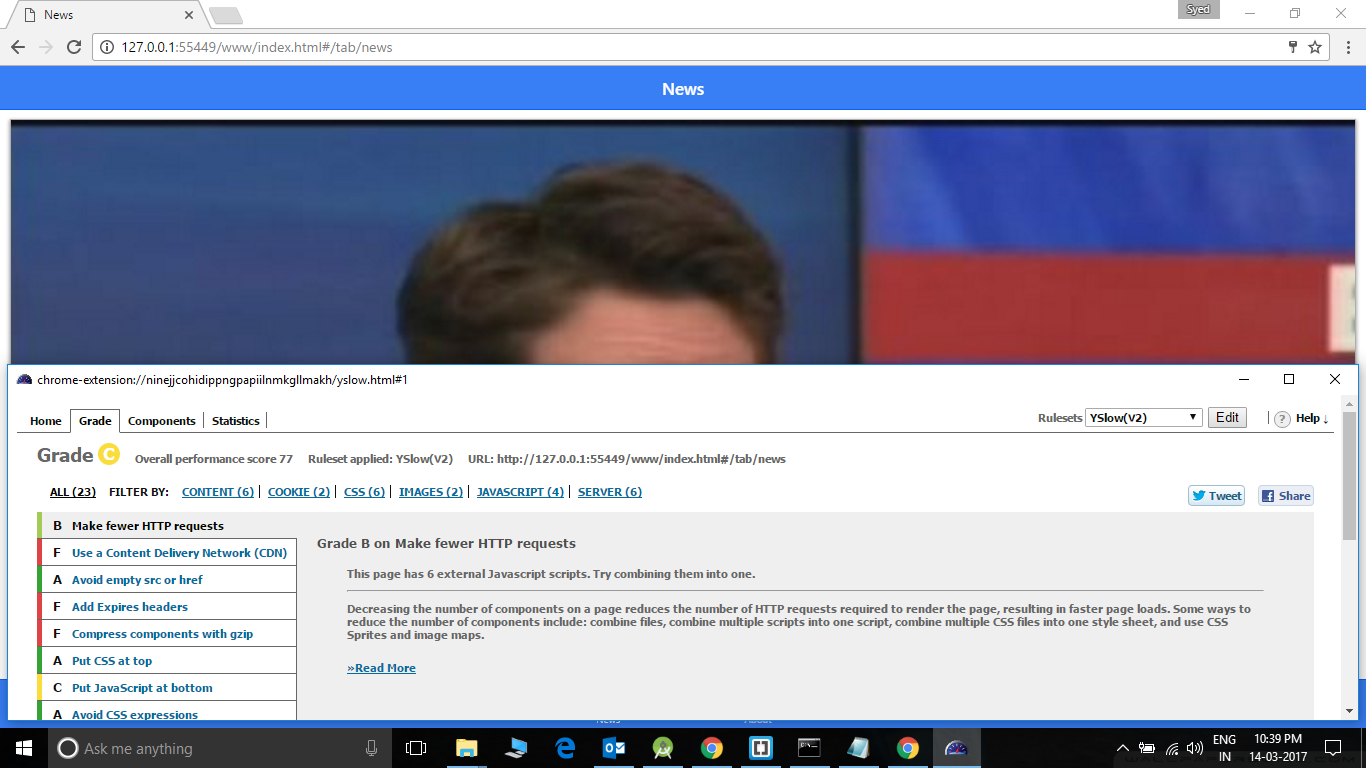 News
Syed
127.0.0.1:55449/www/index.html#/tab/news
News
chrome-extension://ninejjcohidippngpapiilnmkgllmakh/yslow.html#1
Home Grade Components Statistics
Rulesets YSlow(V2) Edit ? Help ↓
Grade C Overall performance score 77 Ruleset applied: YSlow(V2) URL: http://127.0.0.1:55449/www/index.html#/tab/news
ALL (23) FILTER BY: CONTENT (6) COOKIE (2) CSS (6) IMAGES (2) JAVASCRIPT (4) SERVER (6)
Tweet
Share
B Make fewer HTTP requests
F Use a Content Delivery Network (CDN)
A Avoid empty src or href
F Add Expires headers
F Compress components with gzip
A Put CSS at top
C Put JavaScript at bottom
A Avoid CSS expressions
Grade B on Make fewer HTTP requests
This page has 6 external Javascript scripts. Try combining them into one.
Decreasing the number of components on a page reduces the number of HTTP requests required to render the page, resulting in faster page loads. Some ways to
reduce the number of components include: combine files, combine multiple scripts into one script, combine multiple CSS files into one style sheet, and use CSS
Sprites and image maps.
»Read More
News About
Ask me anything
ENG
IN
10:39 PM
14-03-2017